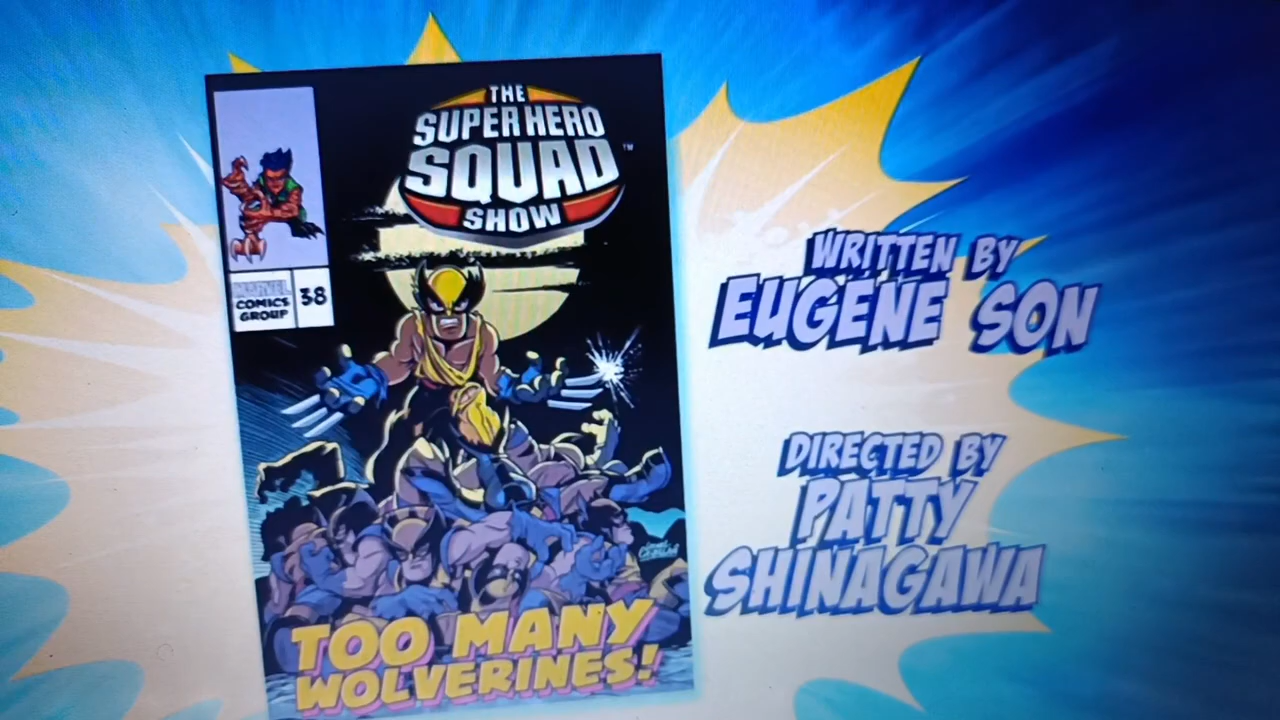 THE
SUPER HERO
SQUAD
SHOW
TM
MARVEL
COMICS
GROUP
38
TOO MANY
WOLVERINES!
WRITTEN BY
EUGENE SON
DIRECTED BY
PATTY
SHINAGAWA